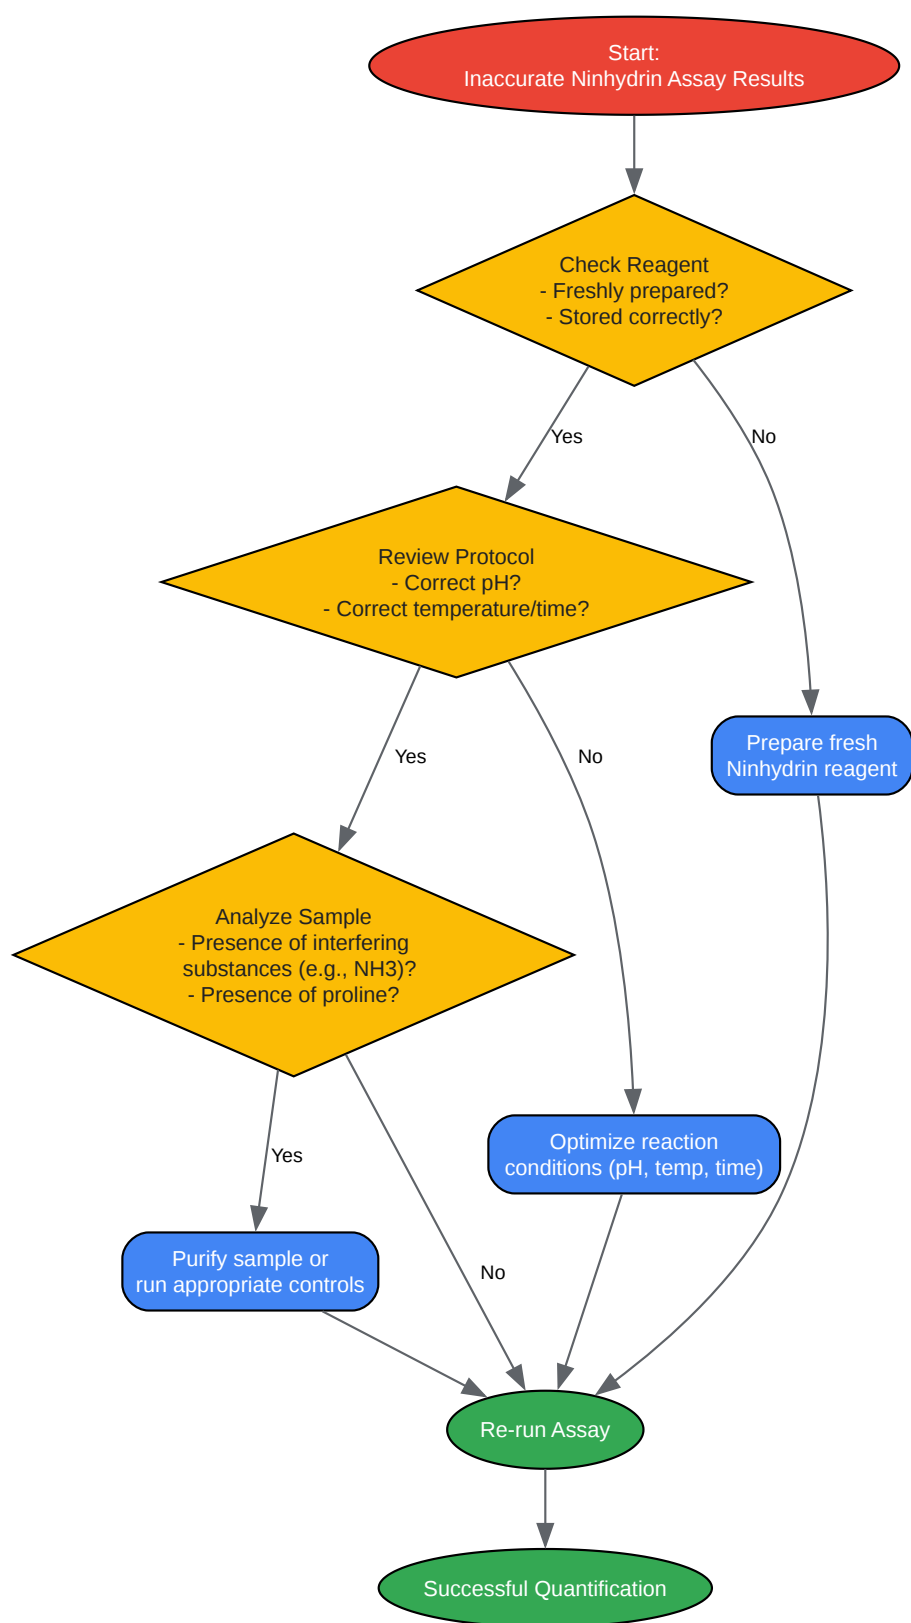 Start:
Inaccurate Ninhydrin Assay Results
Check Reagent
- Freshly prepared?
- Stored correctly?
Yes
No
Review Protocol
- Correct pH?
- Correct temperature/time?
Yes
No
Prepare fresh
Ninhydrin reagent
Analyze Sample
- Presence of interfering
substances (e.g., NH3)?
- Presence of proline?
Yes
Optimize reaction
conditions (pH, temp, time)
Purify sample or
run appropriate controls
No
Re-run Assay
Successful Quantification